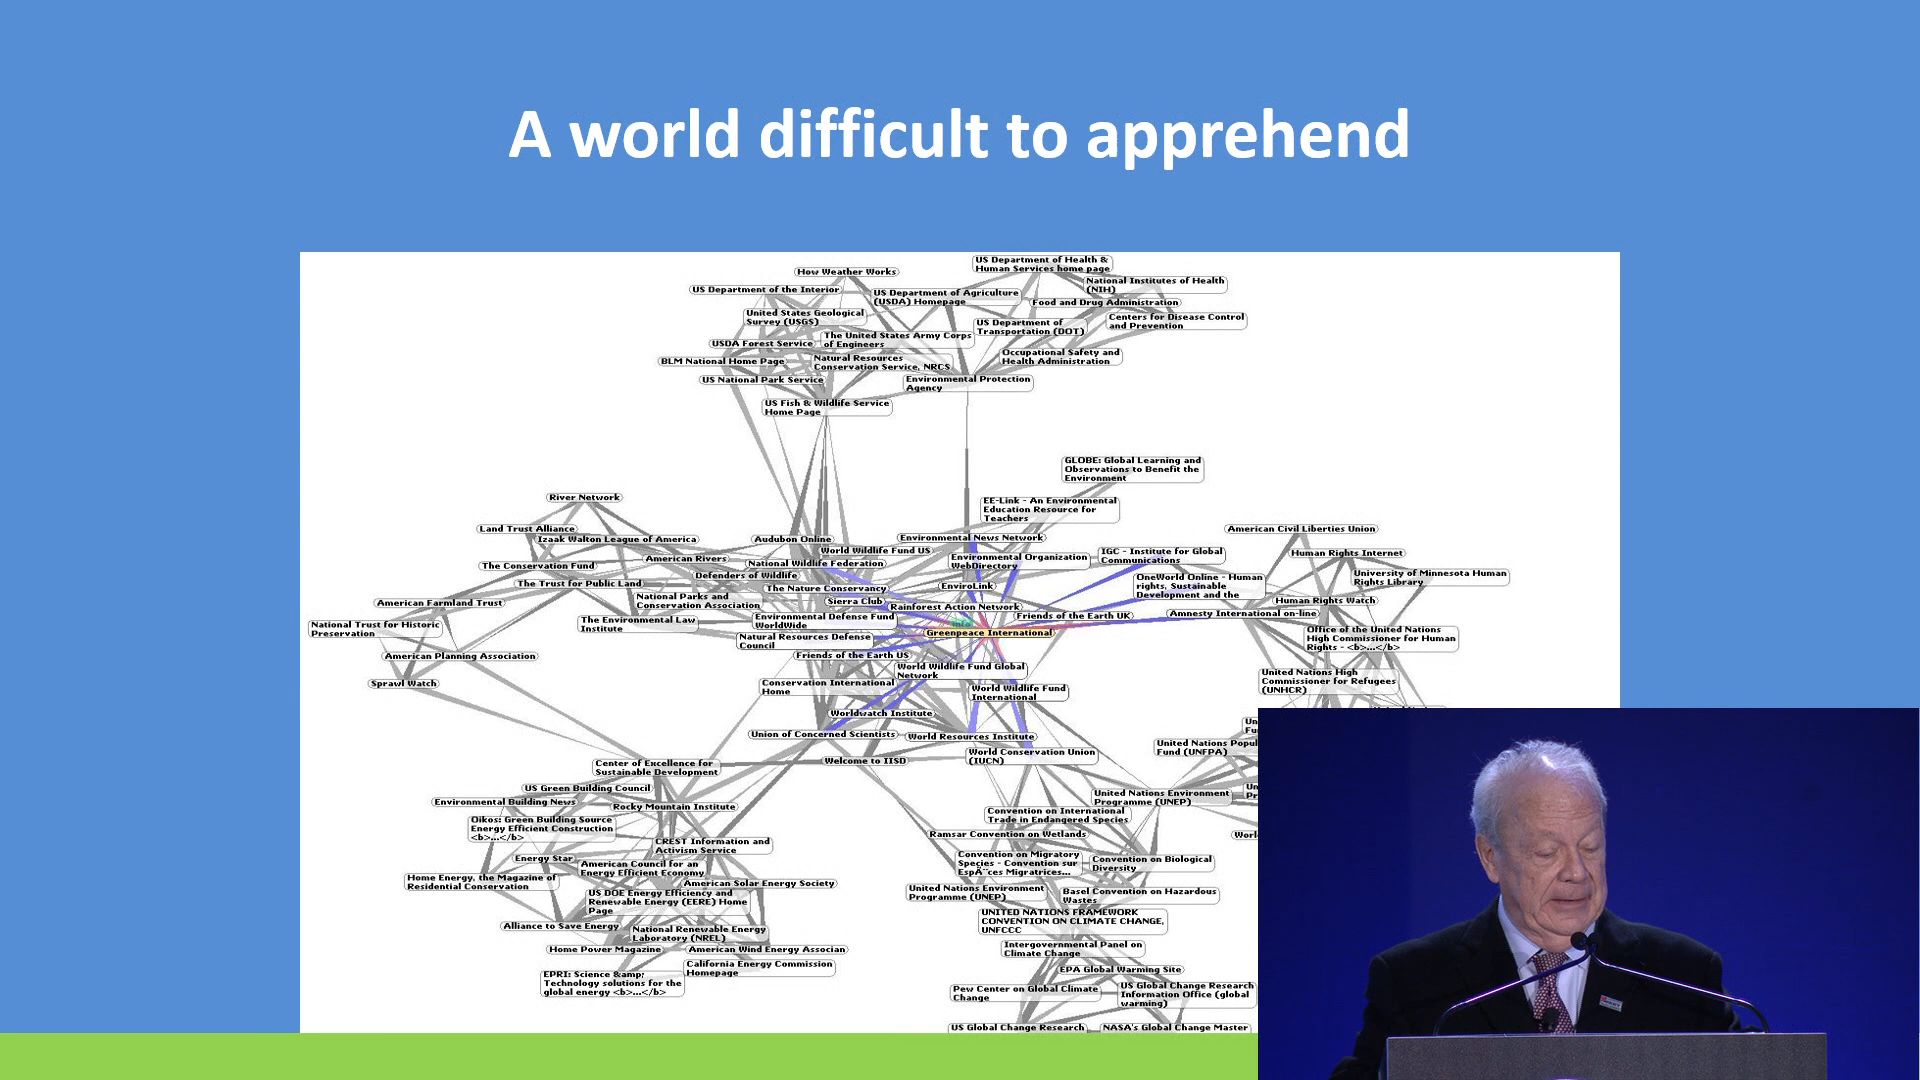 A world difficult to apprehend
How Weather Works
US Department of Health &
Human Services home page
US Department of the Interior
US Department of Agriculture
(USDA) Homepage
National Institutes of Health
(NIH)
Food and Drug Administration
United States Geological
Survey (USGS)
US Department of
Transportation (DOT)
Centers for Disease Control
and Prevention
USDA Forest Service
The United States Army Corps
of Engineers
BLM National Home Page
Natural Resources
Conservation Service, NRCS
Occupational Safety and
Health Administration
US National Park Service
Environmental Protection
Agency
US Fish & Wildlife Service
Home Page
GLOBE: Global Learning and
Observations to Benefit the
Environment
River Network
EE-Link - An Environmental
Education Resource for
Teachers
Land Trust Alliance
Izaak Walton League of America
Audubon Online
Environmental News Network
American Civil Liberties Union
American Rivers
World Wildlife Fund US
Environmental Organization
WebDirectory
IGC - Institute for Global
Communications
Human Rights Internet
The Conservation Fund
National Wildlife Federation
Defenders of Wildlife
The Trust for Public Land
The Nature Conservancy
EnviroLink
OneWorld Online - Human
rights, Sustainable
Development and the
University of Minnesota Human
Rights Library
American Farmland Trust
National Parks and
Conservation Association
Sierra Club
Rainforest Action Network
Human Rights Watch
National Trust for Historic
Preservation
The Environmental Law
Institute
Environmental Defense Fund
WorldWide
Friends of the Earth UK
Amnesty International on-line
Greenpeace International
Natural Resources Defense
Council
Office of the United Nations
High Commissioner for Human
Rights - <b>...</b>
American Planning Association
Friends of the Earth US
Sprawl Watch
World Wildlife Fund Global
Network
United Nations High
Commissioner for Refugees
(UNHCR)
Conservation International
Home
World Wildlife Fund
International
Worldwatch Institute
Union of Concerned Scientists
World Resources Institute
Un
Fu
United Nations Popul
Fund (UNFPA)
Center of Excellence for
Sustainable Development
Welcome to IISD
World Conservation Union
(IUCN)
US Green Building Council
Environmental Building News
Rocky Mountain Institute
United Nations Environment
Programme (UNEP)
Un
Pr
Oikos: Green Building Source
Energy Efficient Construction
<b>...</b>
Convention on International
Trade in Endangered Species
Ramsar Convention on Wetlands
Worl
CREST Information and
Activism Service
Energy Star
American Council for an
Energy Efficient Economy
Convention on Migratory
Species - Convention sur
EspÃ¨ces Migratrices...
Convention on Biological
Diversity
Home Energy, the Magazine of
Residential Conservation
American Solar Energy Society
US DOE Energy Efficiency and
Renewable Energy (EERE) Home
Page
United Nations Environment
Programme (UNEP)
Basel Convention on Hazardous
Wastes
Alliance to Save Energy
National Renewable Energy
Laboratory (NREL)
UNITED NATIONS FRAMEWORK
CONVENTION ON CLIMATE CHANGE,
UNFCCC
Home Power Magazine
American Wind Energy Associan
Intergovernmental Panel on
Climate Change
California Energy Commission
Homepage
EPA Global Warming Site
EPRI: Science &amp;
Technology solutions for the
global energy <b>...</b>
Pew Center on Global Climate
Change
US Global Change Research
Information Office (global
warming)
US Global Change Research
NASA's Global Change Master